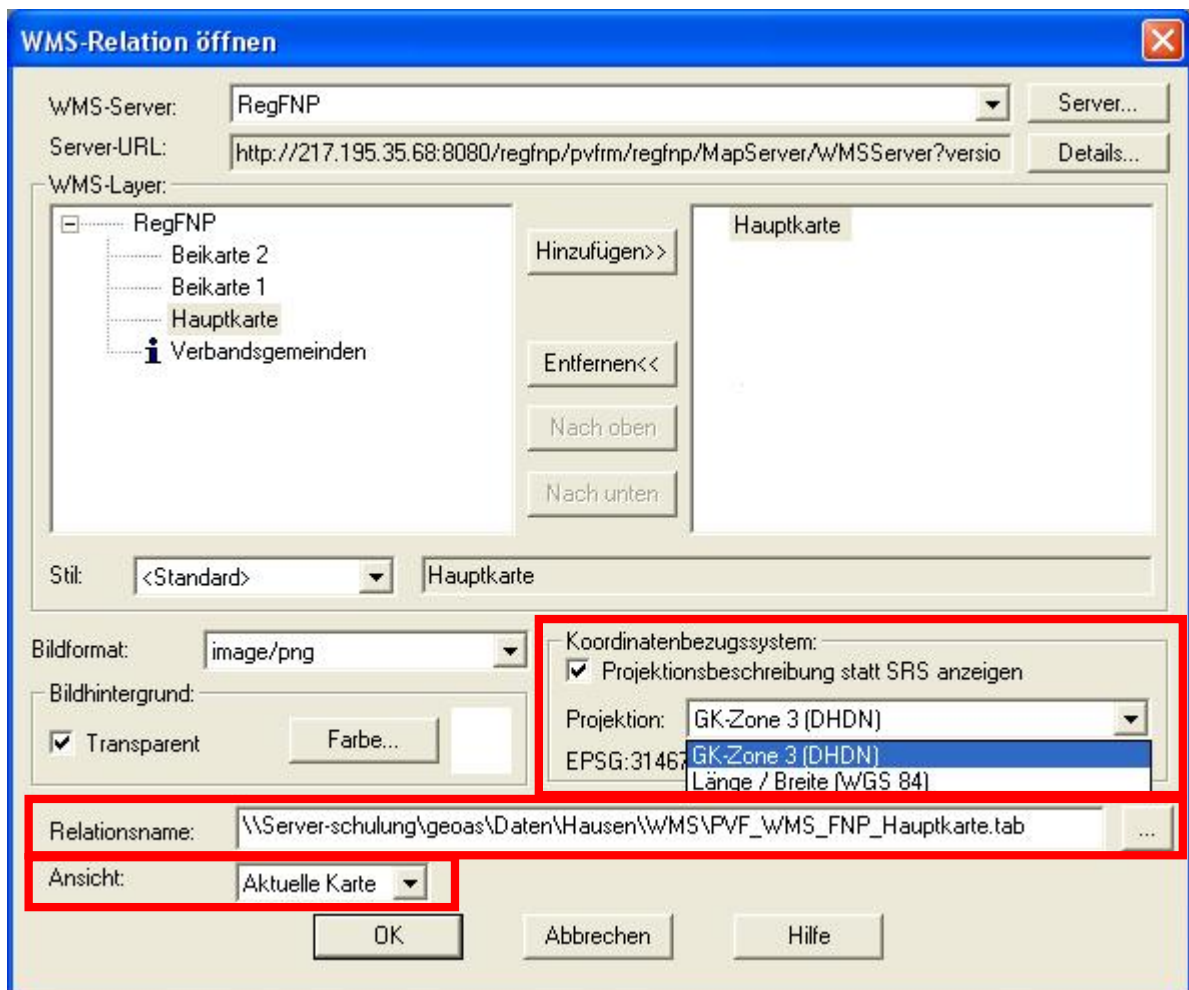 WMS-Relation öffnen
WMS-Server: RegFNP Server...
Server-URL: http://217.195.35.68:8080/regfnp/pvfrm/regfnp/MapServer/WMSServer?versio Details...
WMS-Layer:
RegFNP
Beikarte 2
Beikarte 1
Hauptkarte
i Verbandsgemeinden
Hinzufügen>>
Entfernen<<
Nach oben
Nach unten
Hauptkarte
Stil: <Standard> Hauptkarte
Bildformat: image/png
Bildhintergrund:
Transparent Farbe...
Koordinatenbezugssystem:
Projektionsbeschreibung statt SRS anzeigen
Projektion: GK-Zone 3 (DHDN)
EPSG:31467 GK-Zone 3 (DHDN)
Länge / Breite (WGS 84)
Relationsname: \\Server-schulung\geoas\Daten\Hausen\WMS\PVF_WMS_FNP_Hauptkarte.tab ...
Ansicht: Aktuelle Karte
OK Abbrechen Hilfe